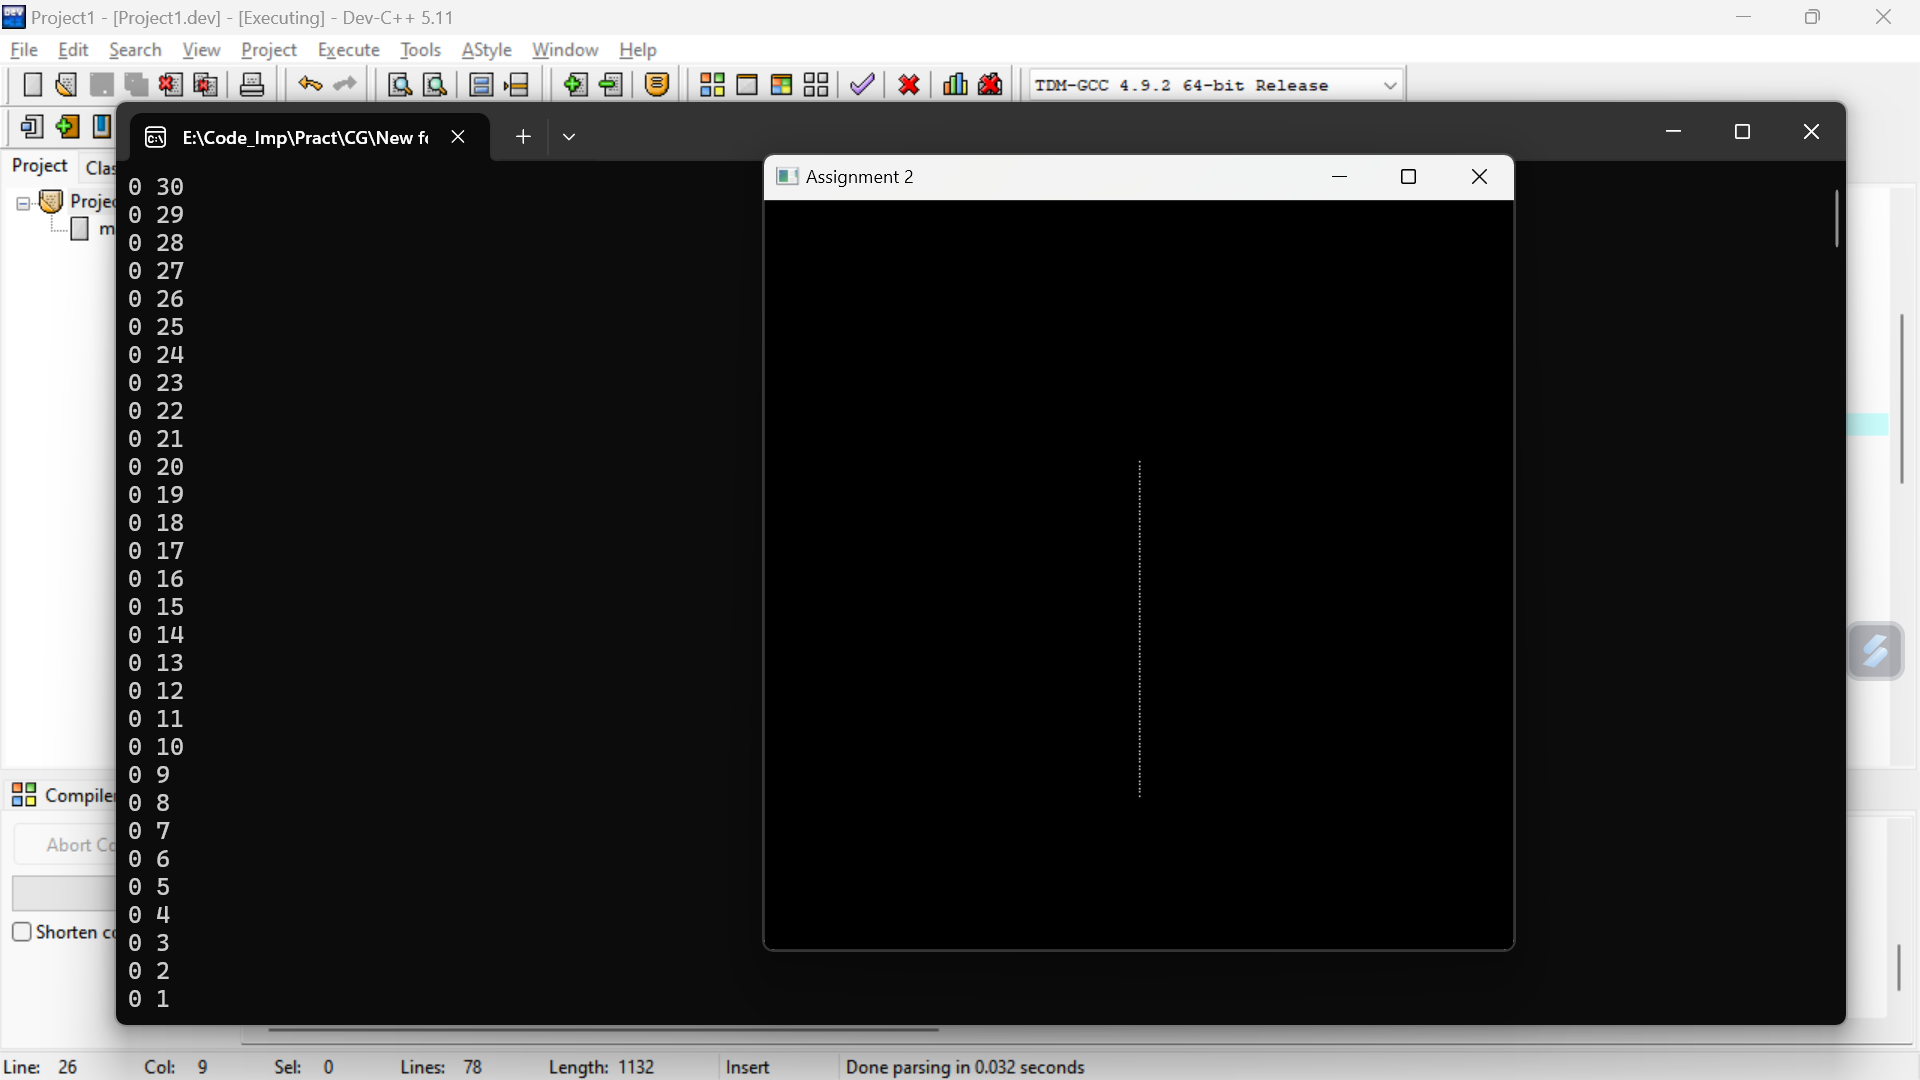 Project1 - [Project1.dev] - [Executing] - Dev-C++ 5.11
File Edit Search View Project Execute Tools AStyle Window Help
TDM-GCC 4.9.2 64-bit Release
E:\Code_Imp\Pract\CG\New f
Project Clas
Projec
m
Assignment 2
0 30
0 29
0 28
0 27
0 26
0 25
0 24
0 23
0 22
0 21
0 20
0 19
0 18
0 17
0 16
0 15
0 14
0 13
0 12
0 11
0 10
0 9
0 8
0 7
0 6
0 5
0 4
0 3
0 2
0 1
Compiler
Abort Co
Shorten co
Line: 26 Col: 9 Sel: 0 Lines: 78 Length: 1132 Insert Done parsing in 0.032 seconds